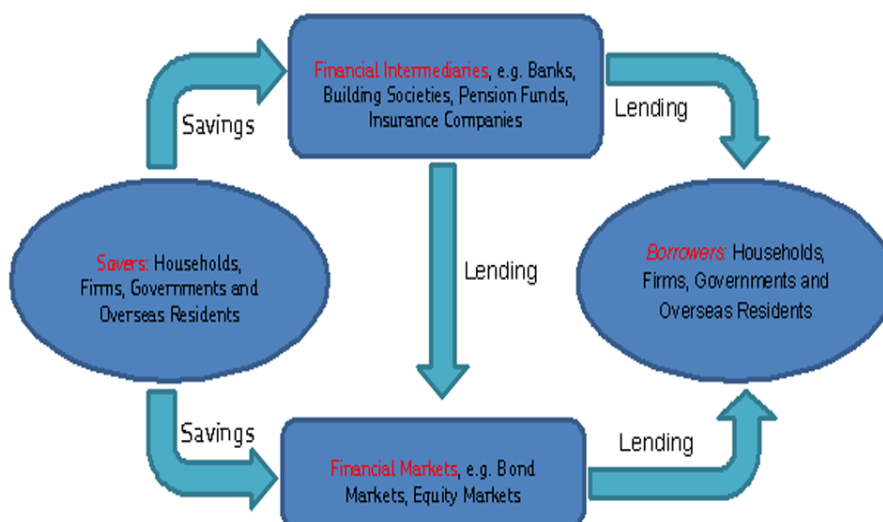 Financial Intermediaries, e.g. Banks,
Building Societies, Pension Funds,
Insurance Companies
Savings
Lending
Savers: Households,
Firms, Governments and
Overseas Residents
Lending
Borrowers: Households,
Firms, Governments and
Overseas Residents
Savings
Financial Markets, e.g. Bond
Markets, Equity Markets
Lending